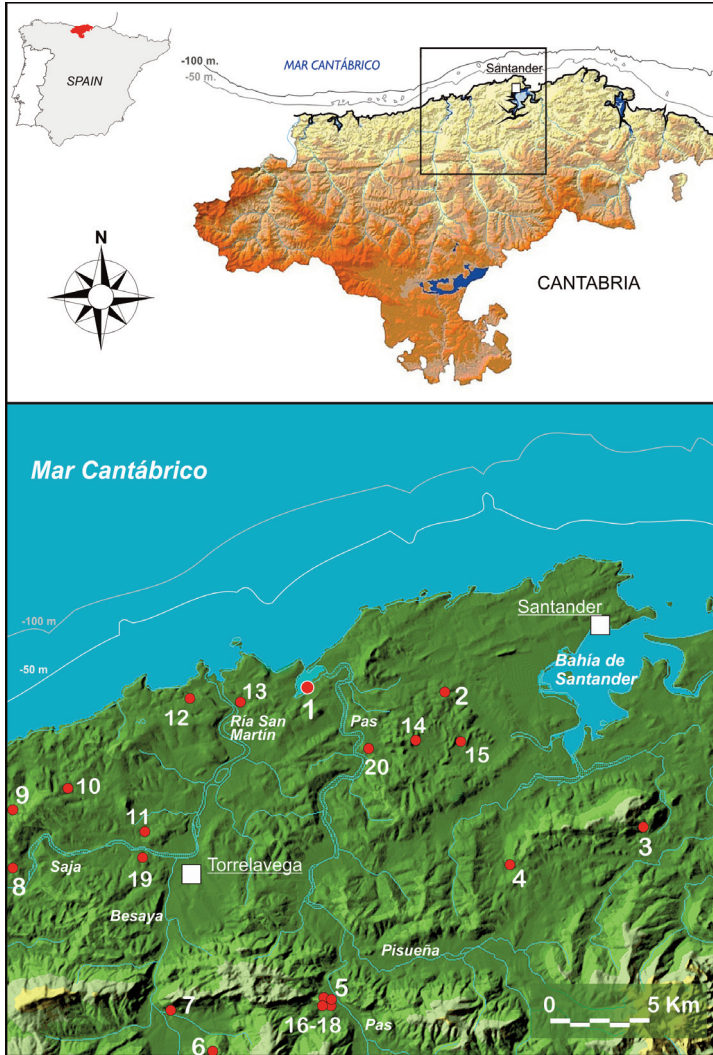 SPAIN
-100 m.
-50 m.
MAR CANTÁBRICO
Santander
N
CANTABRIA
Mar Cantábrico
Santander
-100 m
-50 m
Bahía de
Santander
13
12
1
2
Ría San
Martín
Pas
14
15
20
9
10
11
3
8
Saja
19
Torrelavega
4
Besaya
Pisueña
5
7
16-18
Pas
0
5 Km
6